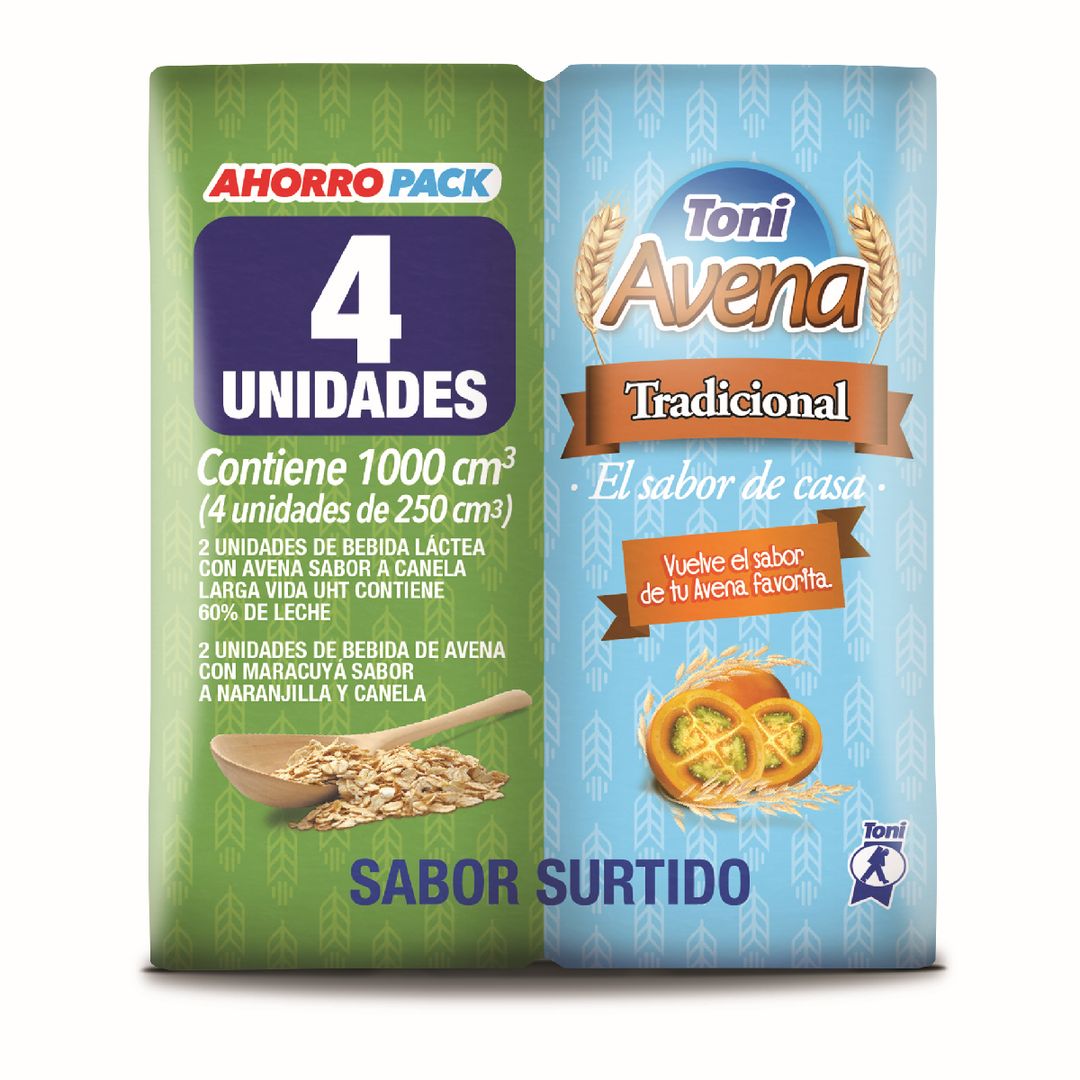 AHORRO PACK
4
UNIDADES
Contiene 1000 cm³
(4 unidades de 250 cm³)
2 UNIDADES DE BEBIDA LÁCTEA
CON AVENA SABOR A CANELA
LARGA VIDA UHT CONTIENE
60% DE LECHE
2 UNIDADES DE BEBIDA DE AVENA
CON MARACUYÁ SABOR
A NARANJILLA Y CANELA
Toni
Avena
Tradicional
· El sabor de casa ·
Vuelve el sabor
de tu Avena favorita.
Toni
SABOR SURTIDO